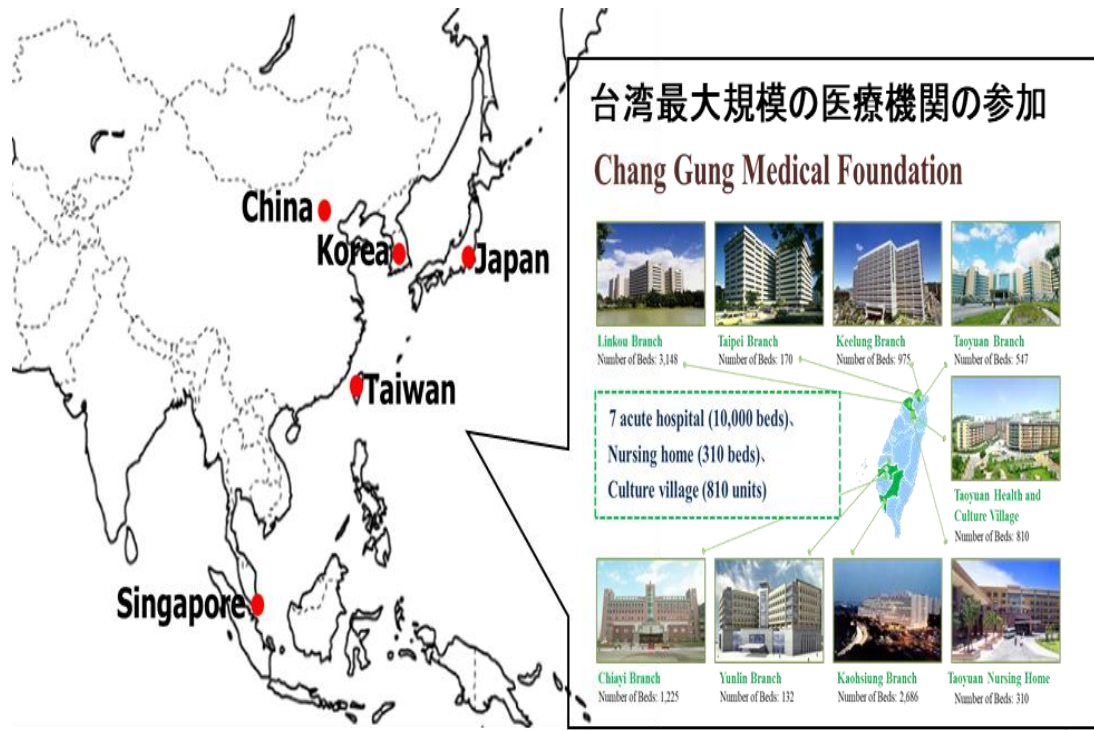 China
Korea
Japan
Taiwan
Singapore
台湾最大規模の医療機関の参加
Chang Gung Medical Foundation
Linkou Branch
Number of Beds: 3,148
Taipei Branch
Number of Beds: 170
Keelung Branch
Number of Beds: 975
Taoyuan Branch
Number of Beds: 547
7 acute hospital (10,000 beds)、
Nursing home (310 beds)、
Culture village (810 units)
Taoyuan Health and
Culture Village
Number of Beds: 810
Chiayi Branch
Number of Beds: 1,225
Yunlin Branch
Number of Beds: 132
Kaohsiung Branch
Number of Beds: 2,686
Taoyuan Nursing Home
Number of Beds: 310